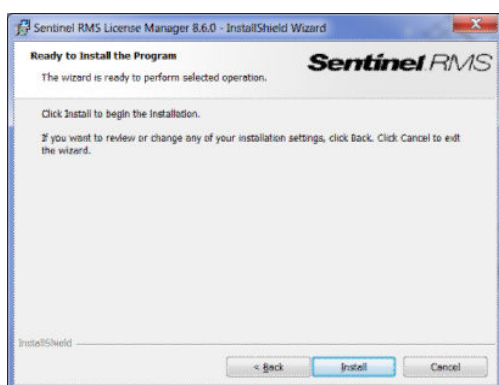 Sentinel RMS License Manager 8.6.0 - InstallShield Wizard
Ready to Install the Program
The wizard is ready to perform selected operation.
Sentinel RMS
Click Install to begin the Installation.
If you want to review or change any of your installation settings, click Back. Click Cancel to exit
the wizard.
InstallShield
< Back Install Cancel